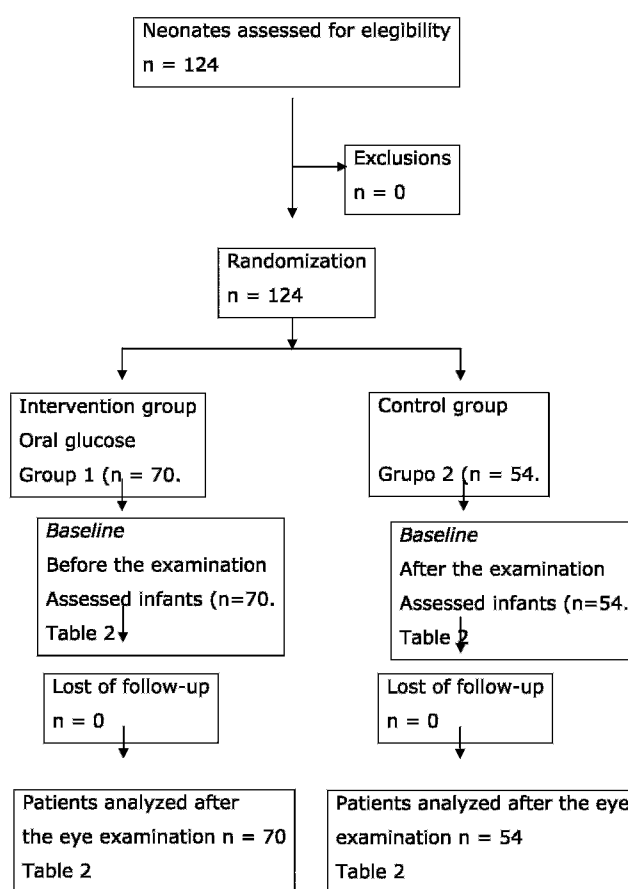 Neonates assessed for elegibility
n = 124
Exclusions
n = 0
Randomization
n = 124
Intervention group
Oral glucose
Group 1 (n = 70.
Control group
Grupo 2 (n = 54.
Baseline
Before the examination
Assessed infants (n=70.
Table 2
Baseline
After the examination
Assessed infants (n=54.
Table 2
Lost of follow-up
n = 0
Lost of follow-up
n = 0
Patients analyzed after
the eye examination n = 70
Table 2
Patients analyzed after the eye
examination n = 54
Table 2